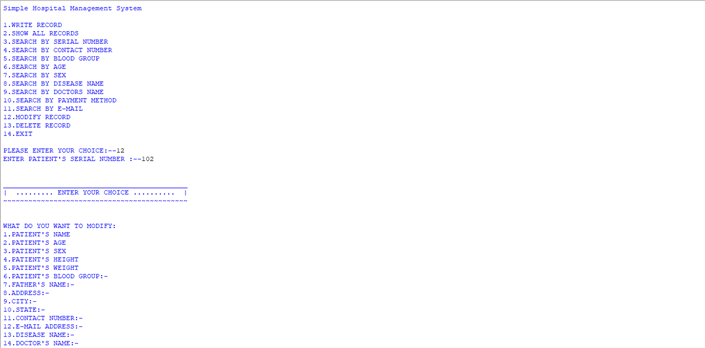 Simple Hospital Management System
1.WRITE RECORD
2.SHOW ALL RECORDS
3.SEARCH BY SERIAL NUMBER
4.SEARCH BY CONTACT NUMBER
5.SEARCH BY BLOOD GROUP
6.SEARCH BY AGE
7.SEARCH BY SEX
8.SEARCH BY DISEASE NAME
9.SEARCH BY DOCTORS NAME
10.SEARCH BY PAYMENT METHOD
11.SEARCH BY E-MAIL
12.MODIFY RECORD
13.DELETE RECORD
14.EXIT
PLEASE ENTER YOUR CHOICE:--12
ENTER PATIENT'S SERIAL NUMBER :--102
| ......... ENTER YOUR CHOICE .......... |
WHAT DO YOU WANT TO MODIFY:
1.PATIENT'S NAME
2.PATIENT'S AGE
3.PATIENT'S SEX
4.PATIENT'S HEIGHT
5.PATIENT'S WEIGHT
6.PATIENT'S BLOOD GROUP:-
7.FATHER'S NAME:-
8.ADDRESS:-
9.CITY:-
10.STATE:-
11.CONTACT NUMBER:-
12.E-MAIL ADDRESS:-
13.DISEASE NAME:-
14.DOCTOR'S NAME:-